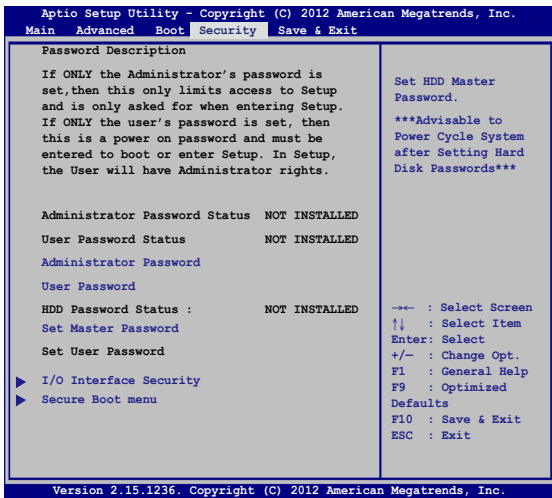 Aptio Setup Utility - Copyright (C) 2012 American Megatrends, Inc.
Main Advanced Boot Security Save & Exit
Password Description
If ONLY the Administrator's password is
set,then this only limits access to Setup
and is only asked for when entering Setup.
If ONLY the user's password is set, then
this is a power on password and must be
entered to boot or enter Setup. In Setup,
the User will have Administrator rights.
Administrator Password Status NOT INSTALLED
User Password Status NOT INSTALLED
Administrator Password
User Password
HDD Password Status : NOT INSTALLED
Set Master Password
Set User Password
I/O Interface Security
Secure Boot menu
Set HDD Master
Password.
***Advisable to
Power Cycle System
after Setting Hard
Disk Passwords***
→← : Select Screen
↑↓ : Select Item
Enter: Select
+/— : Change Opt.
F1 : General Help
F9 : Optimized
Defaults
F10 : Save & Exit
ESC : Exit
Version 2.15.1236. Copyright (C) 2012 American Megatrends, Inc.